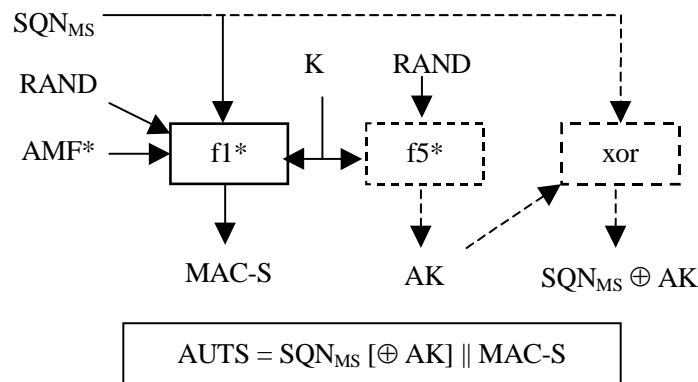 SQN_MS
K
RAND
RAND
AMF*
f1*
f5*
xor
MAC-S
AK
SQN_MS ⊕ AK
AUTS = SQN_MS [⊕ AK] || MAC-S